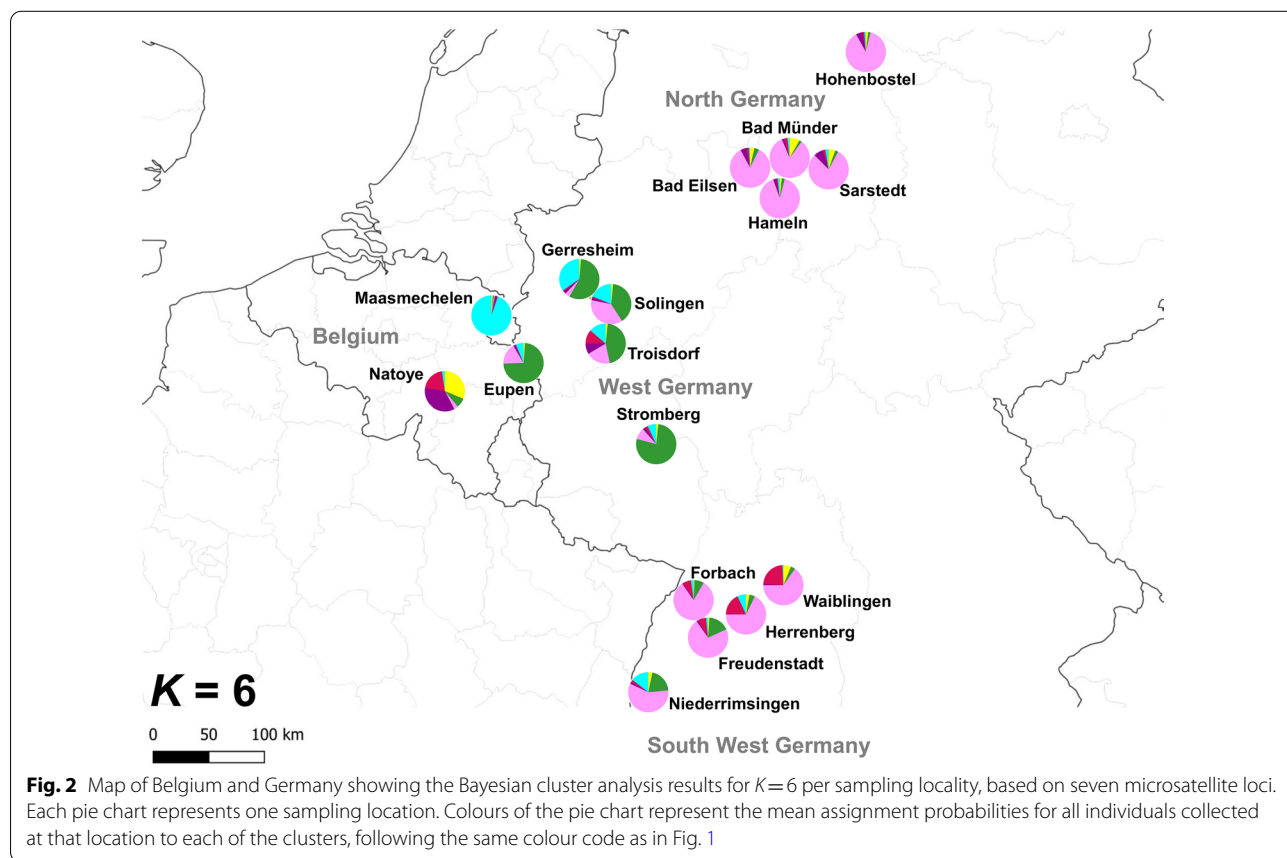 Hohenbostel
North Germany
Bad Münder
Bad Eilsen
Sarstedt
Hameln
Gerresheim
Maasmechelen
Solingen
Belgium
Troisdorf
Natoye
Eupen
West Germany
Stromberg
Forbach
Waiblingen
Herrenberg
Freudenstadt
K = 6
Niederrimsingen
0 50 100 km
South West Germany
Fig. 2 Map of Belgium and Germany showing the Bayesian cluster analysis results for K = 6 per sampling locality, based on seven microsatellite loci.
Each pie chart represents one sampling location. Colours of the pie chart represent the mean assignment probabilities for all individuals collected
at that location to each of the clusters, following the same colour code as in Fig. 1